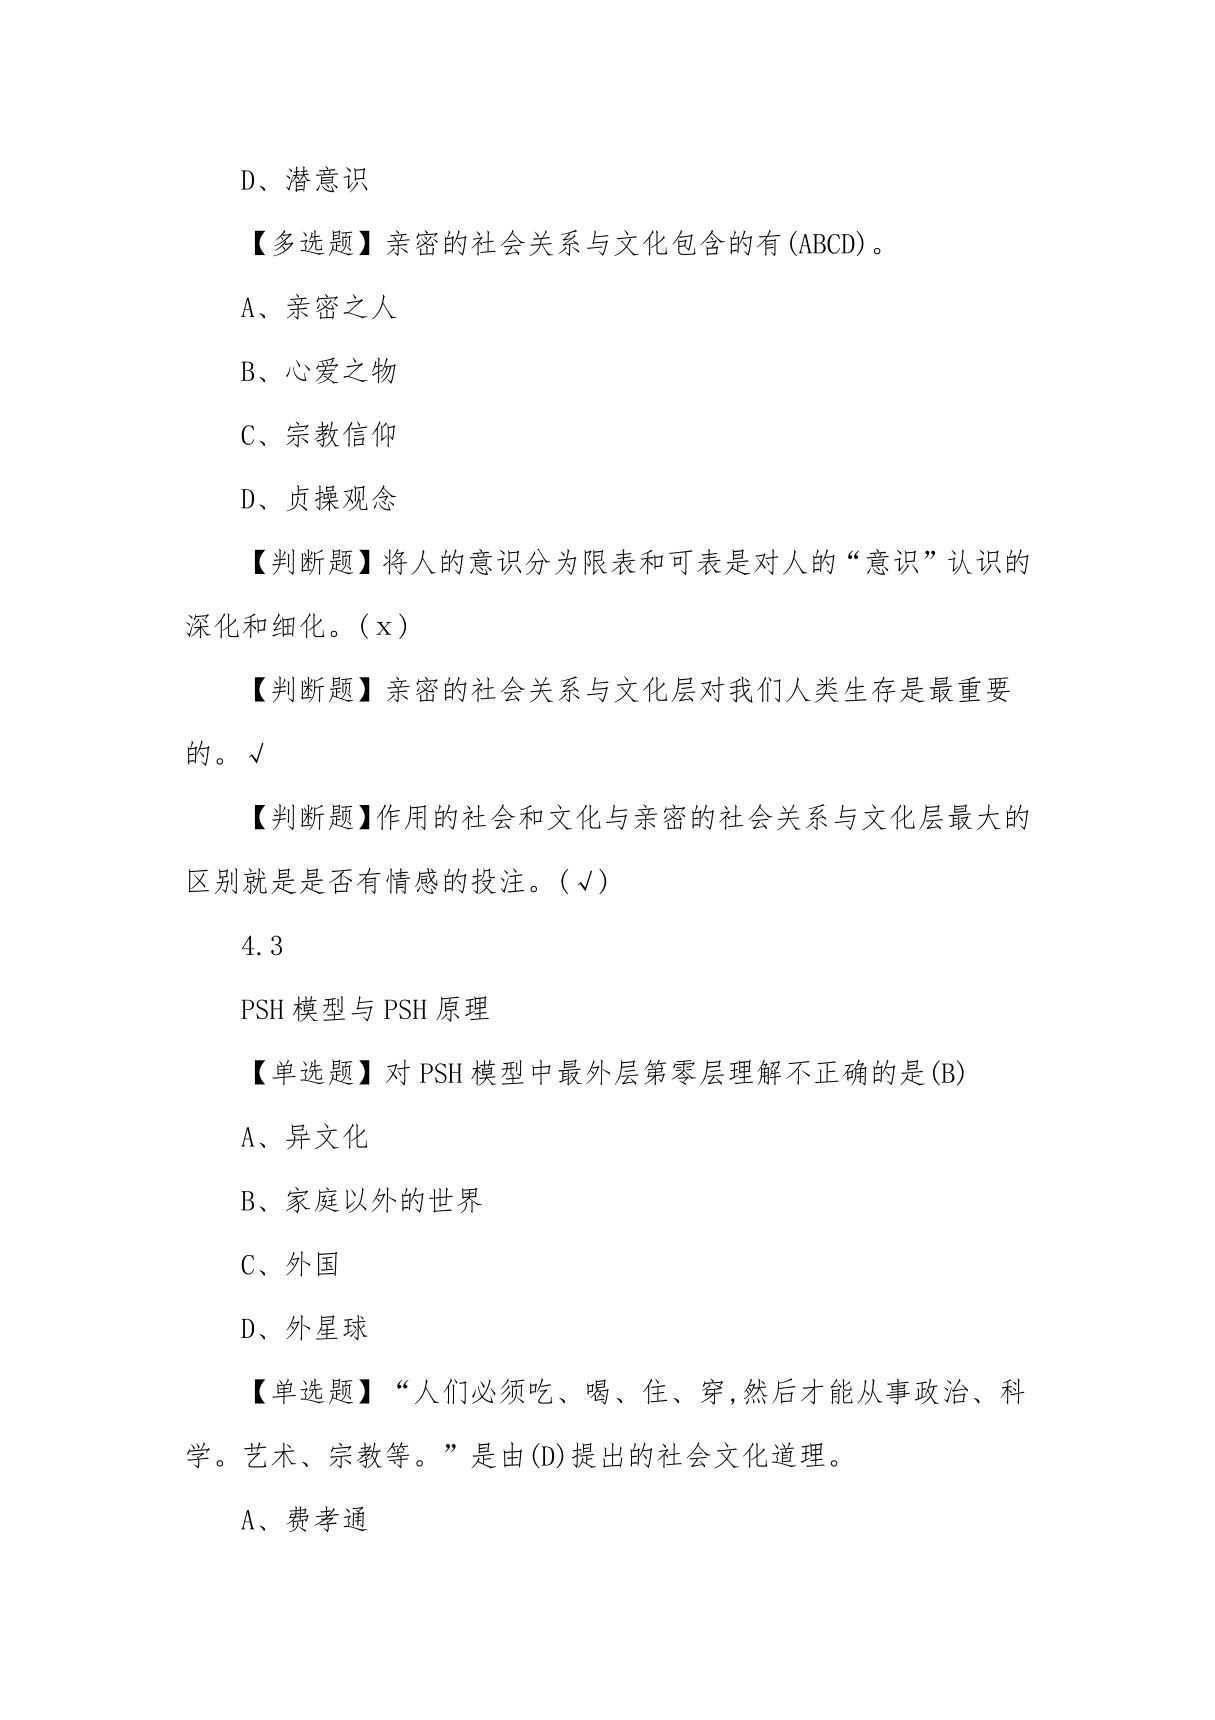 D、潜意识
【多选题】亲密的社会关系与文化包含的有(ABCD)。
A、亲密之人
B、心爱之物
C、宗教信仰
D、贞操观念
【判断题】将人的意识分为限表和可表是对人的“意识”认识的
深化和细化。(x)
【判断题】亲密的社会关系与文化层对我们人类生存是最重要
的。√
【判断题】作用的社会和文化与亲密的社会关系与文化层最大的
区别就是是否有情感的投注。(√)
4.3
PSH模型与PSH原理
【单选题】对PSH模型中最外层第零层理解不正确的是(B)
A、异文化
B、家庭以外的世界
C、外国
D、外星球
【单选题】“人们必须吃、喝、住、穿,然后才能从事政治、科
学。艺术、宗教等。”是由(D)提出的社会文化道理。
A、费孝通